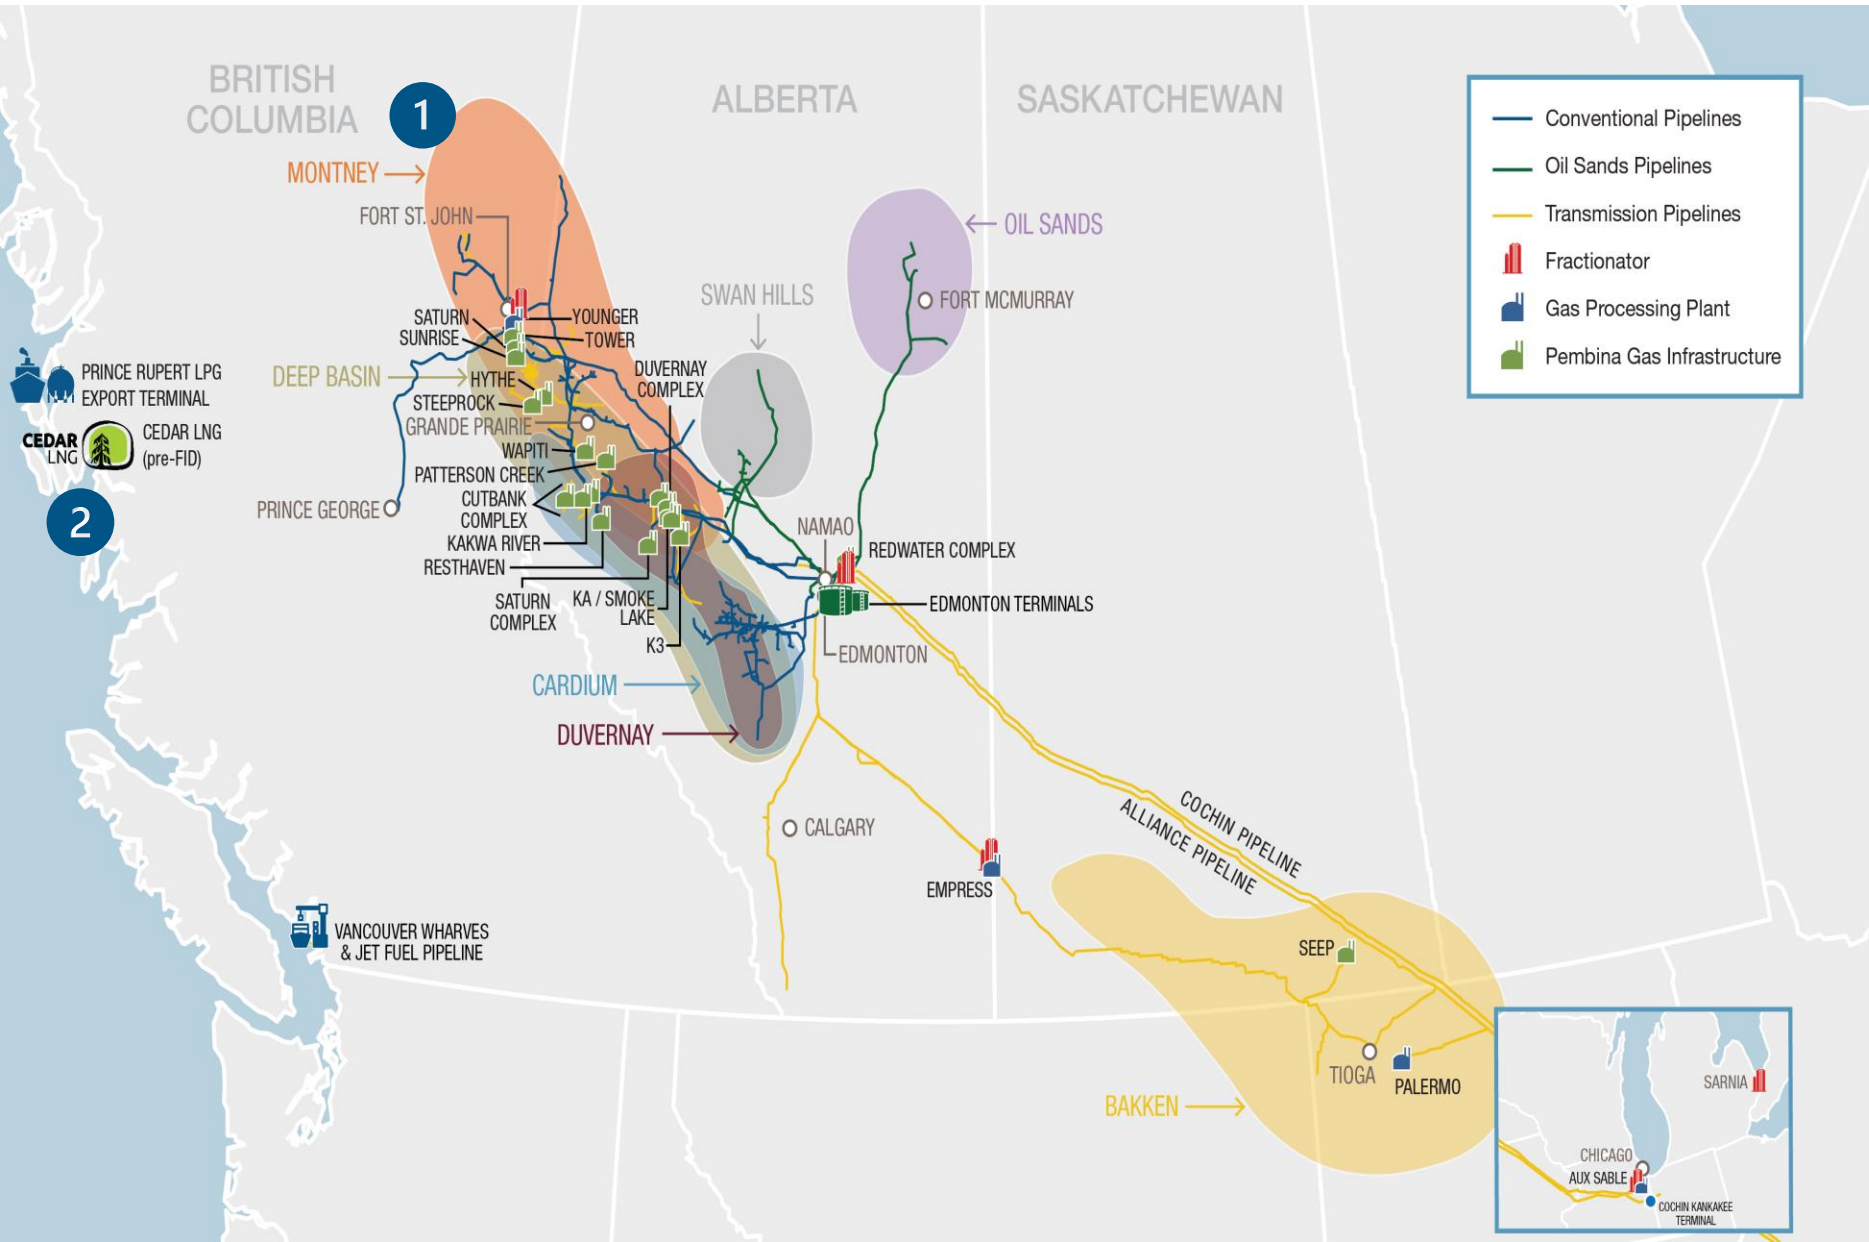 BRITISH
COLUMBIA
1
ALBERTA
SASKATCHEWAN
Conventional Pipelines
Oil Sands Pipelines
Transmission Pipelines
Fractionator
Gas Processing Plant
Pembina Gas Infrastructure
MONTNEY
FORT ST. JOHN
OIL SANDS
SWAN HILLS
FORT MCMURRAY
SATURN
SUNRISE
YOUNGER
TOWER
PRINCE RUPERT LPG
EXPORT TERMINAL
DEEP BASIN
HYTHE
STEEPROCK
DUVERNAY
COMPLEX
CEDAR
LNG
CEDAR LNG
(pre-FID)
GRANDE PRAIRIE
WAPITI
PATTERSON CREEK
CUTBANK
COMPLEX
2
PRINCE GEORGE
KAKWA RIVER
RESTHAVEN
SATURN
COMPLEX
KA / SMOKE
LAKE
K3
NAMAO
REDWATER COMPLEX
EDMONTON TERMINALS
EDMONTON
CARDIUM
DUVERNAY
CALGARY
COCHIN PIPELINE
ALLIANCE PIPELINE
EMPRESS
VANCOUVER WHARVES
& JET FUEL PIPELINE
SEEP
TIOGA
PALERMO
BAKKEN
SARNIA
CHICAGO
AUX SABLE
COCHIN KANKAKEE
TERMINAL